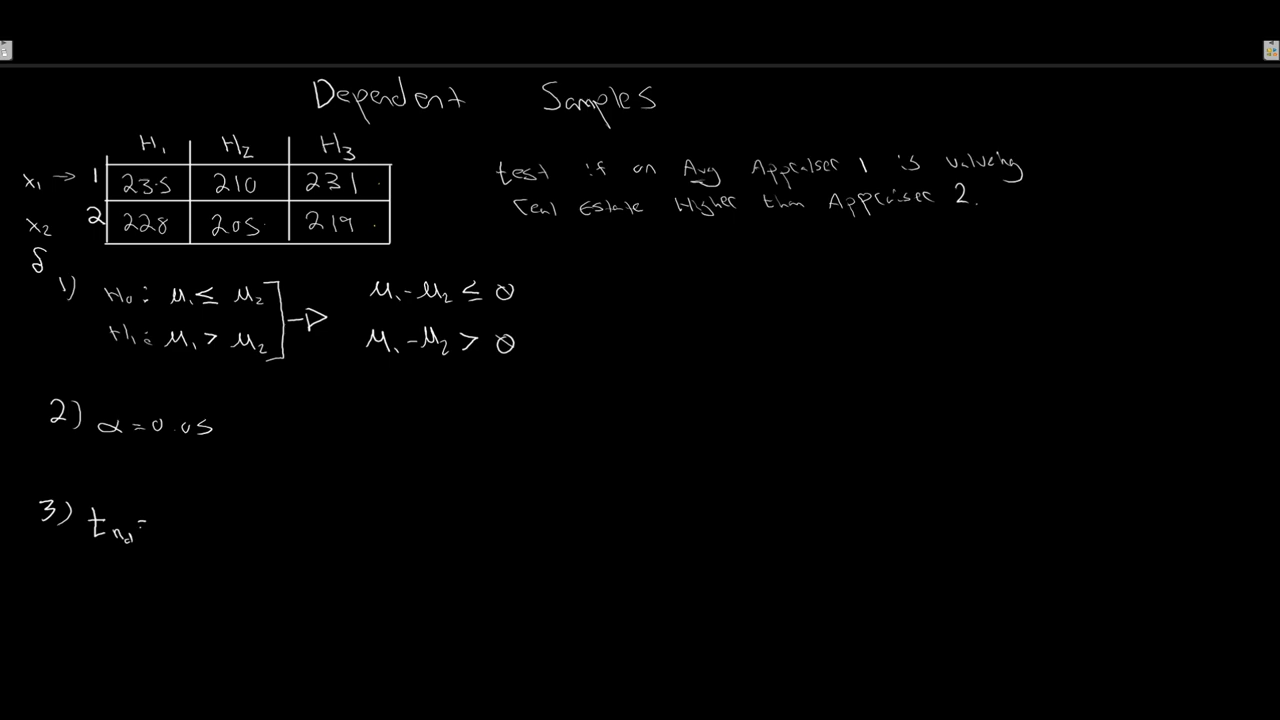 Dependent Samples
H₁ H₂ H₃
x₁ → 1 235 210 231
x₂ 2 228 205 219
δ
test if on Avg Appraiser 1 is valueing
real estate Higher than Appraiser 2.
1) H₀: μ₁ ≤ μ₂ μ₁ - μ₂ ≤ 0
H₁: μ₁ > μ₂ μ₁ - μ₂ > 0
2) α = 0.05
3) t n_d -